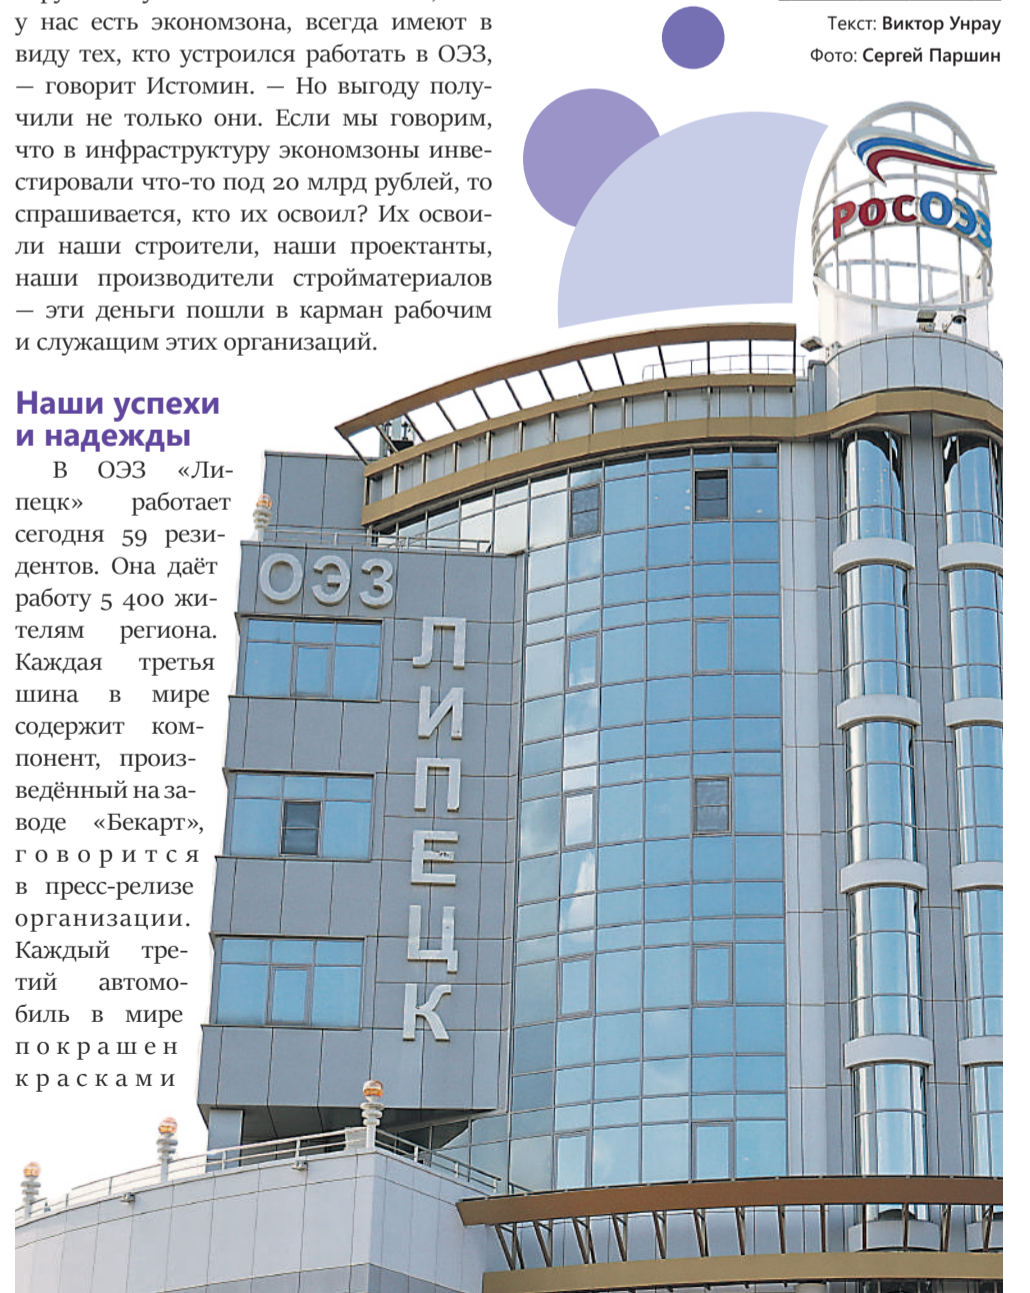 у нас есть экономзона, всегда имеют в
виду тех, кто устроился работать в ОЭЗ,
— говорит Истомин. — Но выгоду полу-
чили не только они. Если мы говорим,
что в инфраструктуру экономзоны инве-
стировали что-то под 20 млрд рублей, то
спрашивается, кто их освоил? Их освои-
ли наши строители, наши проектанты,
наши производители стройматериалов
— эти деньги пошли в карман рабочим
и служащим этих организаций.
Наши успехи
и надежды
В ОЭЗ «Ли-
пецк» работает
сегодня 59 рези-
дентов. Она даёт
работу 5 400 жи-
телям региона.
Каждая третья
шина в мире
содержит ком-
понент, произ-
ведённый на за-
воде «Бекарт»,
говорится
в пресс-релизе
организации.
Каждый тре-
тий автомо-
биль в мире
покрашен
красками
Текст: Виктор Унрау
Фото: Сергей Паршин
РосОЭЗ
ОЭЗ
ЛИПЕЦК